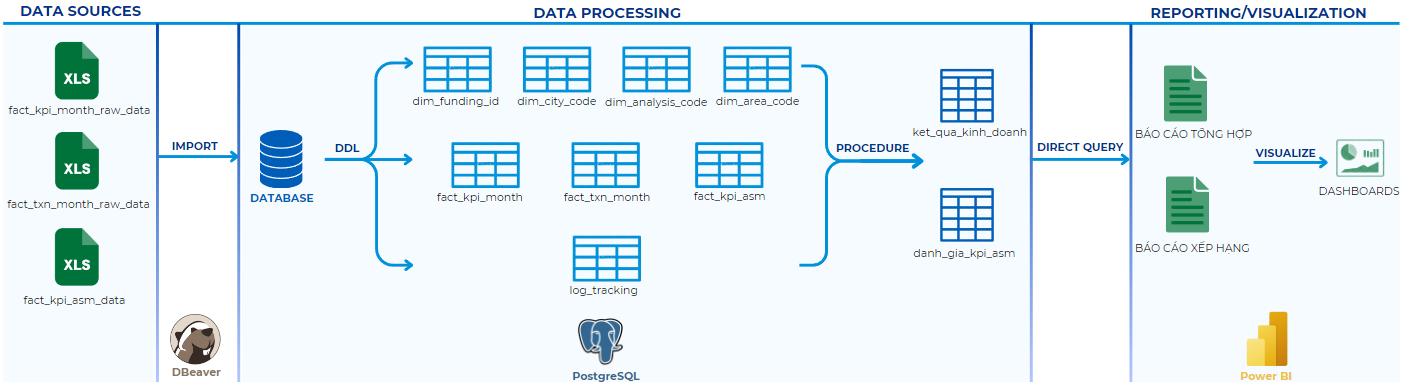 DATA SOURCES
DATA PROCESSING
REPORTING/VISUALIZATION
XLS
fact_kpi_month_raw_data
XLS
fact_txn_month_raw_data
XLS
fact_kpi_asm_data
IMPORT
DBeaver
DATABASE
DDL
dim_funding_id
dim_city_code
dim_analysis_code
dim_area_code
fact_kpi_month
fact_txn_month
fact_kpi_asm
log_tracking
PostgreSQL
PROCEDURE
ket_qua_kinh_doanh
danh_gia_kpi_asm
DIRECT QUERY
BÁO CÁO TỔNG HỢP
BÁO CÁO XẾP HẠNG
VISUALIZE
DASHBOARDS
Power BI